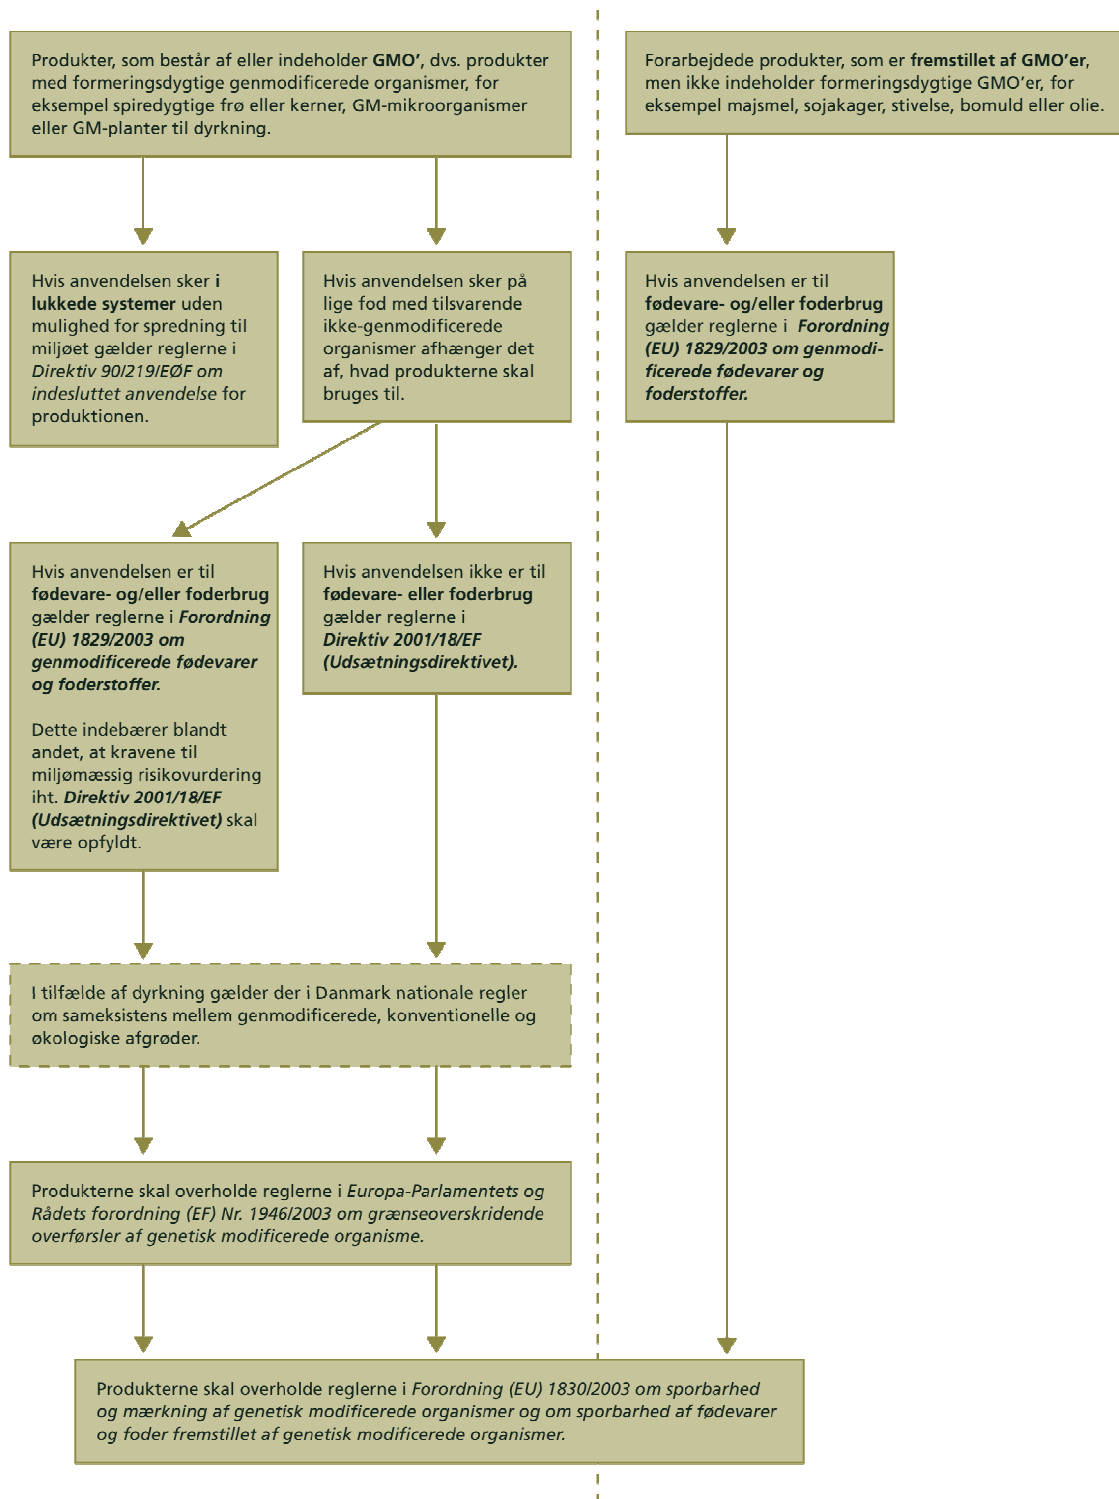 Produkter, som består af eller indeholder GMO’, dvs. produkter
med formeringsdygtige genmodificerede organismer, for
eksempel spiredygtige frø eller kerner, GM-mikroorganismer
eller GM-planter til dyrkning.
Forarbejdede produkter, som er fremstillet af GMO’er,
men ikke indeholder formeringsdygtige GMO’er, for
eksempel majsmel, sojakager, stivelse, bomuld eller olie.
Hvis anvendelsen sker i
lukkede systemer uden
mulighed for spredning til
miljøet gælder reglerne i
Direktiv 90/219/EØF om
indesluttet anvendelse for
produktionen.
Hvis anvendelsen sker på
lige fod med tilsvarende
ikke-genmodificerede
organismer afhænger det
af, hvad produkterne skal
bruges til.
Hvis anvendelsen er til
fødevare- og/eller foderbrug
gælder reglerne i Forordning
(EU) 1829/2003 om genmodi-
ficerede fødevarer og
foderstoffer.
Hvis anvendelsen er til
fødevare- og/eller foderbrug
gælder reglerne i Forordning
(EU) 1829/2003 om
genmodificerede fødevarer
og foderstoffer.
Dette indebærer blandt
andet, at kravene til
miljømæssig risikovurdering
iht. Direktiv 2001/18/EF
(Udsætningsdirektivet) skal
være opfyldt.
Hvis anvendelsen ikke er til
fødevare- eller foderbrug
gælder reglerne i
Direktiv 2001/18/EF
(Udsætningsdirektivet).
I tilfælde af dyrkning gælder der i Danmark nationale regler
om sameksistens mellem genmodificerede, konventionelle og
økologiske afgrøder.
Produkterne skal overholde reglerne i Europa-Parlamentets og
Rådets forordning (EF) Nr. 1946/2003 om grænseoverskridende
overførsler af genetisk modificerede organisme.
Produkterne skal overholde reglerne i Forordning (EU) 1830/2003 om sporbarhed
og mærkning af genetisk modificerede organismer og om sporbarhed af fødevarer
og foder fremstillet af genetisk modificerede organismer.